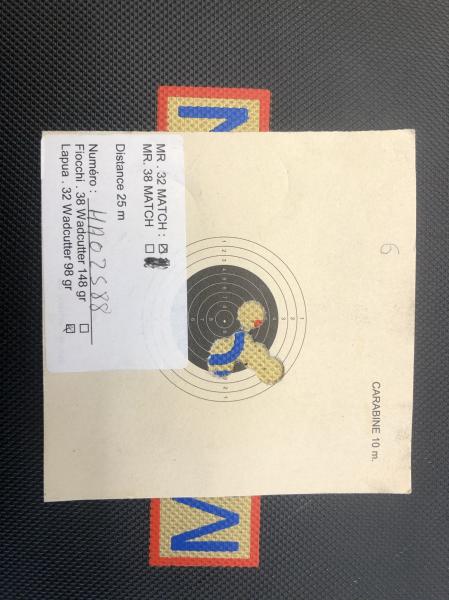 MR . 32 MATCH : ☑
MR. 38 MATCH ☐
Distance 25 m
Numéro : HA02588
Fiocchi . 38 Wadcutter 148 gr ☐
Lapua . 32 Wadcutter 98 gr ☑
CARABINE 10 m.
6
M
M